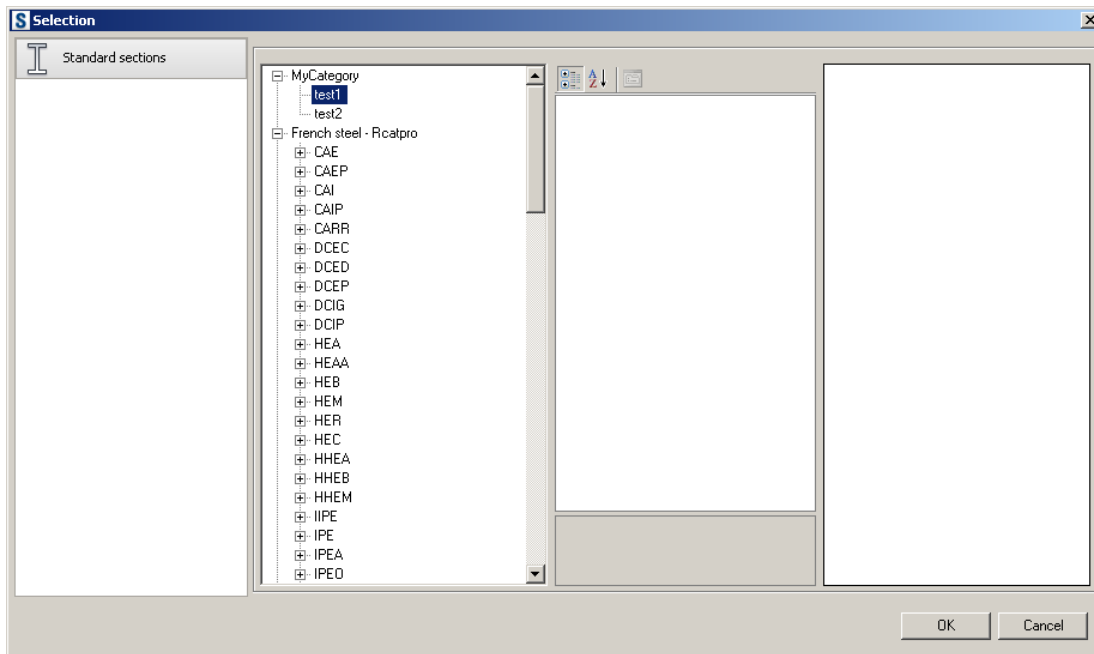 S Selection
Standard sections
MyCategory
test1
test2
French steel - Rcatpro
CAE
CAEP
CAI
CAIP
CARR
DCEC
DCED
DCEP
DCIG
DCIP
HEA
HEAA
HEB
HEM
HER
HEC
HHEA
HHEB
HHEM
IIPE
IPE
IPEA
IPEO
A
Z
OK
Cancel